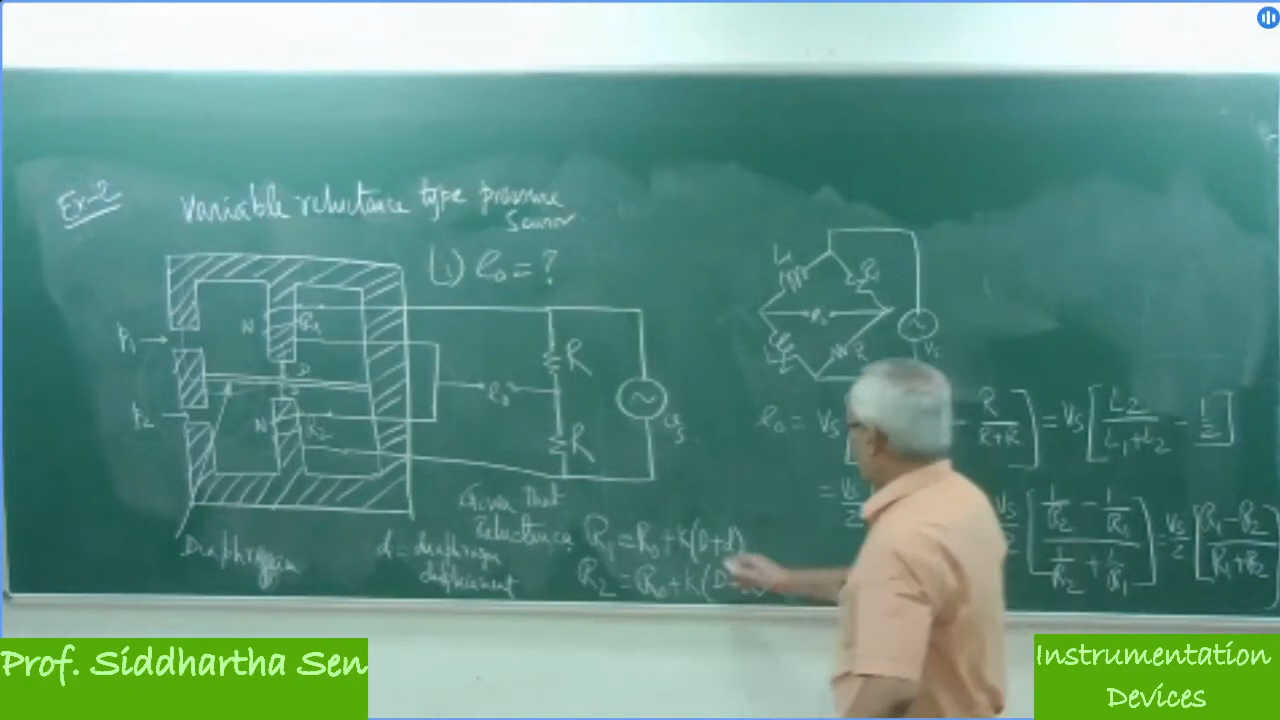 Ex-2
Variable reluctance type pressure
Sensor
(i) e₀ = ?
N
R₁
D
p₁
p₂
N
R₂
e₀
R
R
Diaphragm
d = diaphragm
displacement
Given that
Reluctance
R₁ = R₀ + K(D+d)
R₂ = R₀ + K(D
L₁
Vs
e₀ = Vs
- R/(R+R)] = Vs[L₂/(L₁+L₂) - 1/2]
= Vs/2
Vs/2 [(1/R₂ - 1/R₁)/(1/R₂ + 1/R₁)] = Vs/2 [(R₁-R₂)/(R₁+R₂)]
Prof. Siddhartha Sen
Instrumentation
Devices